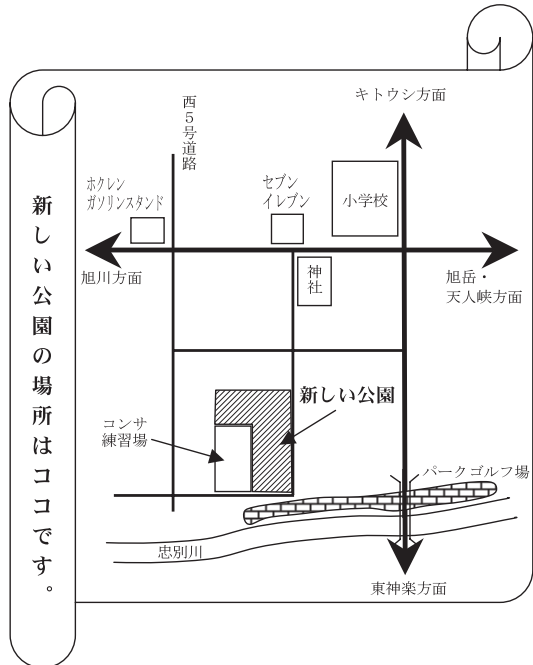 新しい公園の場所はココです。
キトウシ方面
西5号道路
ホクレン
ガソリンスタンド
セブン
イレブン
小学校
旭川方面
神社
旭岳・
天人峡方面
新しい公園
コンサ
練習場
パークゴルフ場
忠別川
東神楽方面